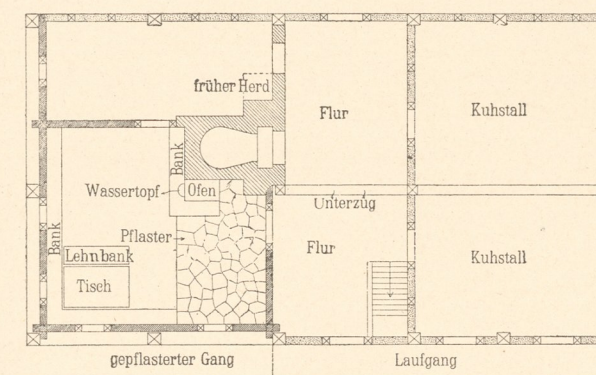 früher Herd
Flur
Kuhstall
Bank
Wassertopf
Ofen
Unterzug
Bank
Pflaster
Flur
Lehnbank
Kuhstall
Tisch
gepflasterter Gang
Laufgang